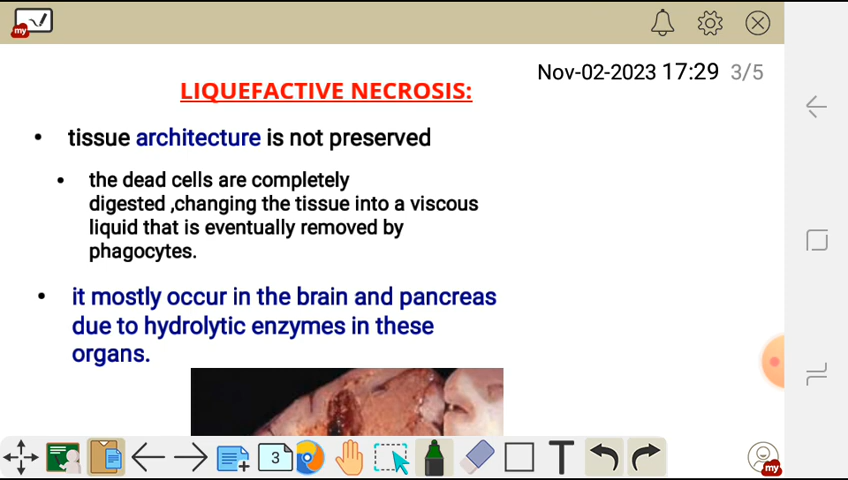 my
Nov-02-2023 17:29 3/5
LIQUEFACTIVE NECROSIS:
• tissue architecture is not preserved
• the dead cells are completely
digested ,changing the tissue into a viscous
liquid that is eventually removed by
phagocytes.
• it mostly occur in the brain and pancreas
due to hydrolytic enzymes in these
organs.
3
T
my